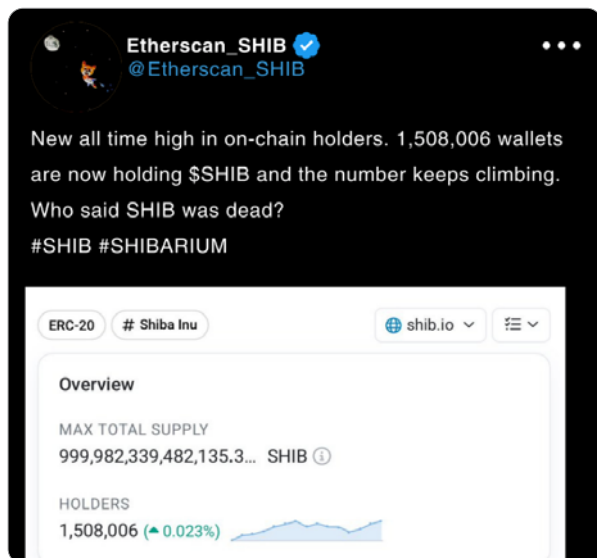 Etherscan_SHIB
@Etherscan_SHIB
New all time high in on-chain holders. 1,508,006 wallets
are now holding $SHIB and the number keeps climbing.
Who said SHIB was dead?
#SHIB #SHIBARIUM
ERC-20 # Shiba Inu shib.io
Overview
MAX TOTAL SUPPLY
999,982,339,482,135.3... SHIB
HOLDERS
1,508,006 (▲ 0.023%)